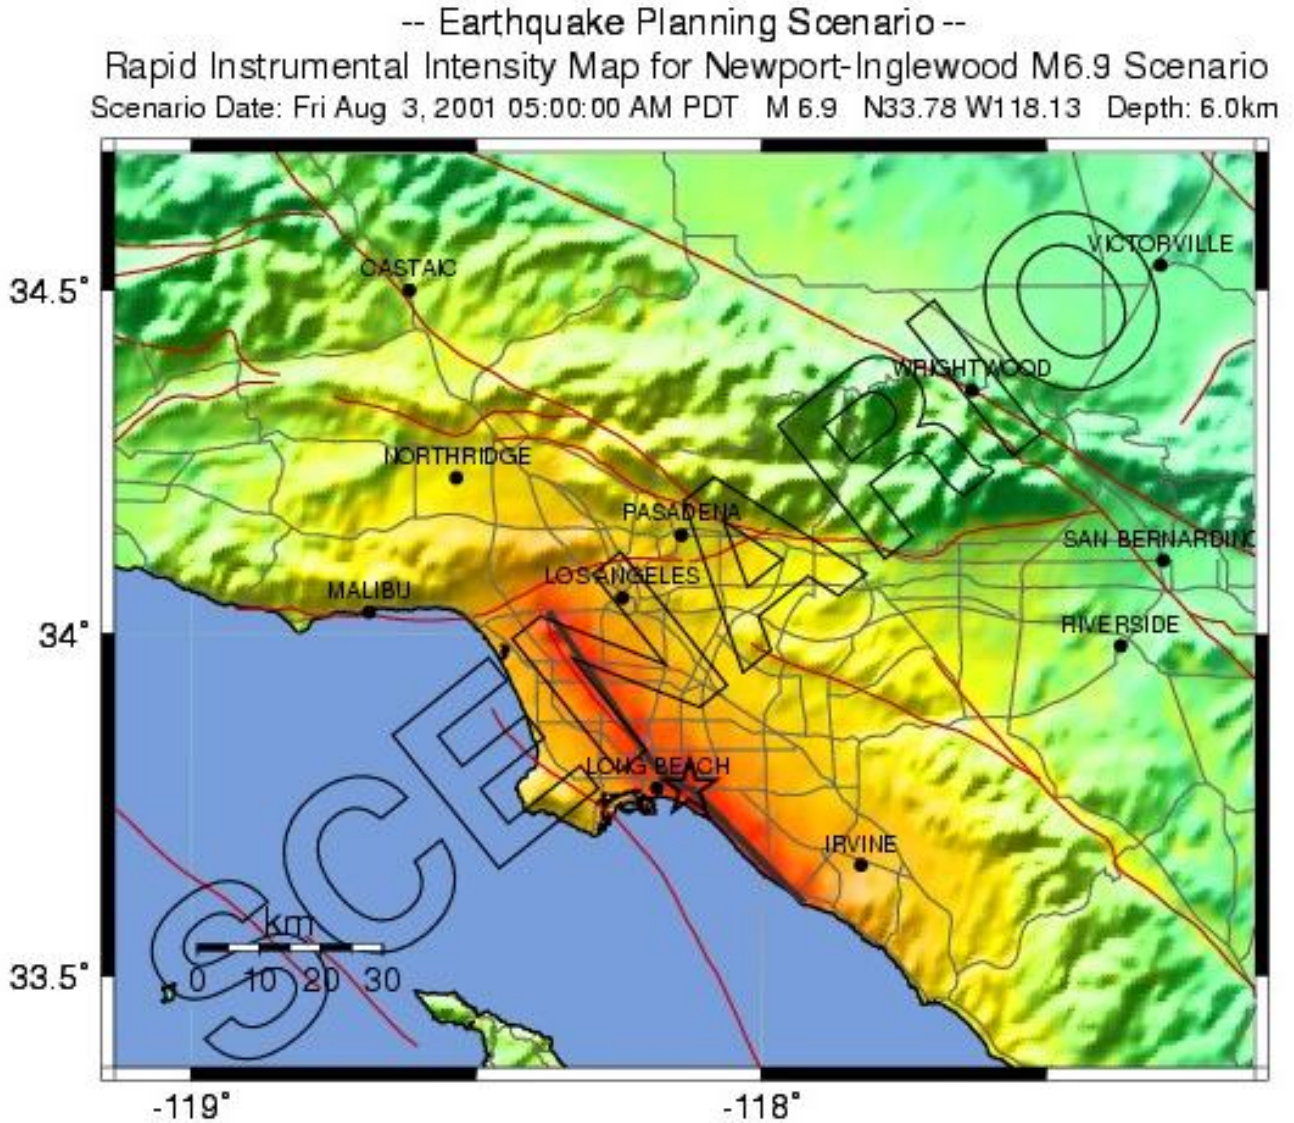 -- Earthquake Planning Scenario --
Rapid Instrumental Intensity Map for Newport-Inglewood M6.9 Scenario
Scenario Date: Fri Aug 3, 2001 05:00:00 AM PDT M 6.9 N33.78 W118.13 Depth: 6.0km
VICTORVILLE
CASTAIC
34.5°
WRIGHTWOOD
NORTHRIDGE
PASADENA
SAN BERNARDINO
LOS ANGELES
MALIBU
RIVERSIDE
34°
LONG BEACH
IRVINE
SCENARIO
km
0 10 20 30
33.5°
-119° -118°